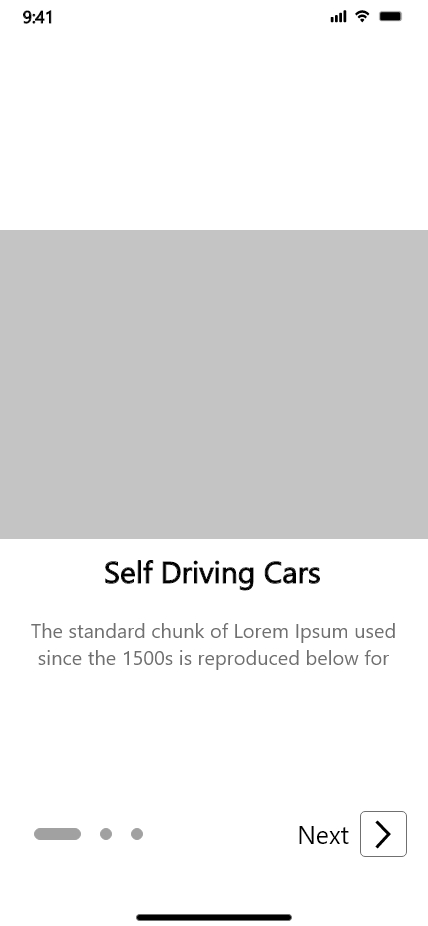 9:41
Self Driving Cars
The standard chunk of Lorem Ipsum used
since the 1500s is reproduced below for
Next